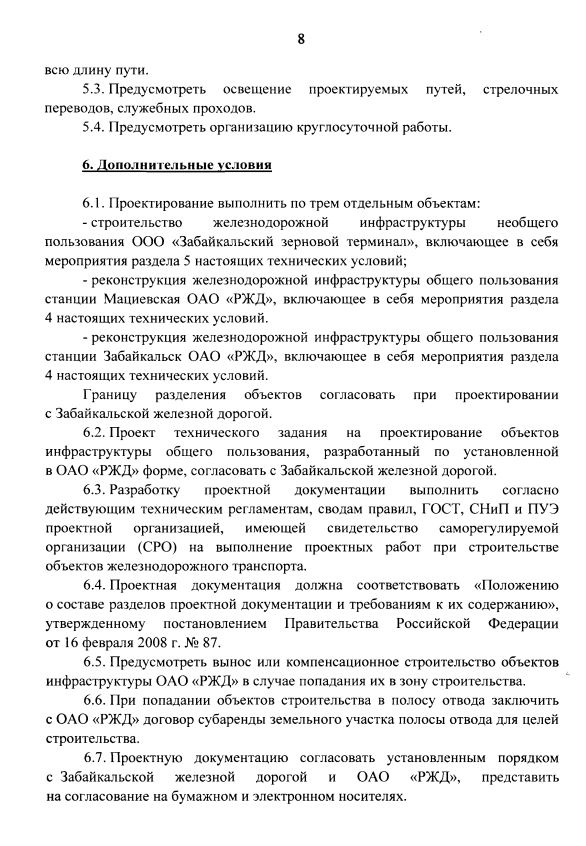 8
всю длину пути.
5.3. Предусмотреть освещение проектируемых путей, стрелочных
переводов, служебных проходов.
5.4. Предусмотреть организацию круглосуточной работы.
6. Дополнительные условия
6.1. Проектирование выполнить по трем отдельным объектам:
- строительство железнодорожной инфраструктуры необщего
пользования ООО «Забайкальский зерновой терминал», включающее в себя
мероприятия раздела 5 настоящих технических условий;
- реконструкция железнодорожной инфраструктуры общего пользования
станции Мациевская ОАО «РЖД», включающее в себя мероприятия раздела
4 настоящих технических условий.
- реконструкция железнодорожной инфраструктуры общего пользования
станции Забайкальск ОАО «РЖД», включающее в себя мероприятия раздела
4 настоящих технических условий.
Границу разделения объектов согласовать при проектировании
с Забайкальской железной дорогой.
6.2. Проект технического задания на проектирование объектов
инфраструктуры общего пользования, разработанный по установленной
в ОАО «РЖД» форме, согласовать с Забайкальской железной дорогой.
6.3. Разработку проектной документации выполнить согласно
действующим техническим регламентам, сводам правил, ГОСТ, СНиП и ПУЭ
проектной организацией, имеющей свидетельство саморегулируемой
организации (СРО) на выполнение проектных работ при строительстве
объектов железнодорожного транспорта.
6.4. Проектная документация должна соответствовать «Положению
о составе разделов проектной документации и требованиям к их содержанию»,
утвержденному постановлением Правительства Российской Федерации
от 16 февраля 2008 г. № 87.
6.5. Предусмотреть вынос или компенсационное строительство объектов
инфраструктуры ОАО «РЖД» в случае попадания их в зону строительства.
6.6. При попадании объектов строительства в полосу отвода заключить
с ОАО «РЖД» договор субаренды земельного участка полосы отвода для целей
строительства.
6.7. Проектную документацию согласовать установленным порядком
с Забайкальской железной дорогой и ОАО «РЖД», представить
на согласование на бумажном и электронном носителях.